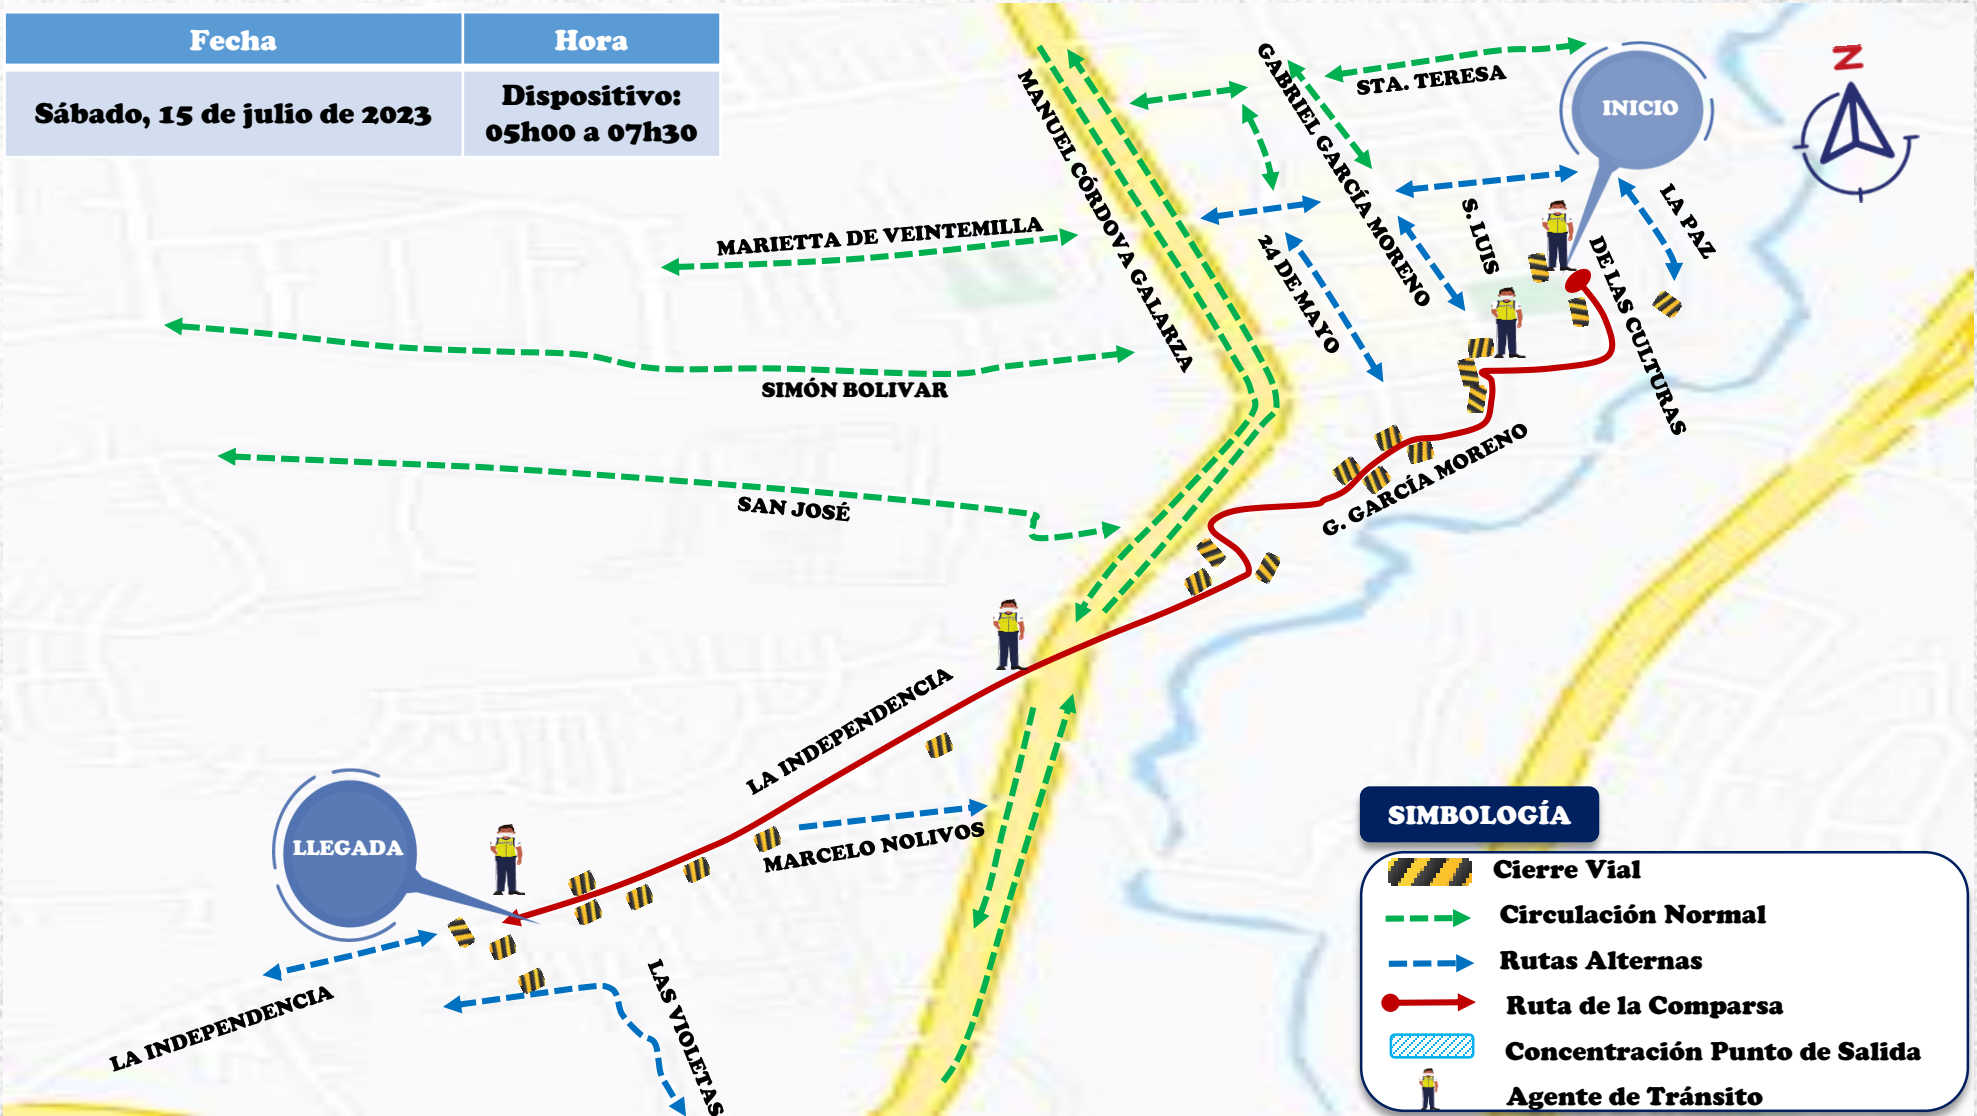 Fecha
Hora
Sábado, 15 de julio de 2023
Dispositivo:
05h00 a 07h30
MANUEL CÓRDOVA GALARZA
GABRIEL GARCÍA MORENO
STA. TERESA
INICIO
N
LA PAZ
S. LUIS
DE LAS CULTURAS
24 DE MAYO
MARIETTA DE VEINTEMILLA
SIMÓN BOLIVAR
SAN JOSÉ
G. GARCÍA MORENO
LA INDEPENDENCIA
MARCELO NOLIVOS
LLEGADA
LA INDEPENDENCIA
LAS VIOLETAS
SIMBOLOGÍA
Cierre Vial
Circulación Normal
Rutas Alternas
Ruta de la Comparsa
Concentración Punto de Salida
Agente de Tránsito